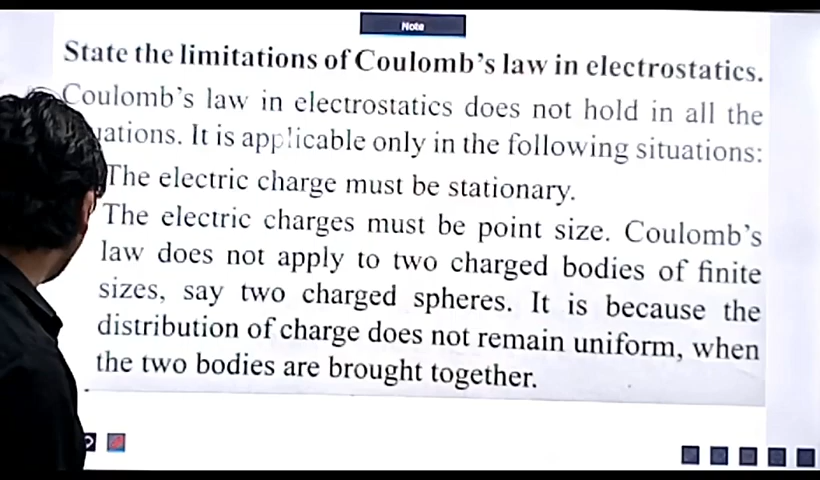 Note
State the limitations of Coulomb's law in electrostatics.
Coulomb's law in electrostatics does not hold in all the
uations. It is applicable only in the following situations:
The electric charge must be stationary.
The electric charges must be point size. Coulomb's
law does not apply to two charged bodies of finite
sizes, say two charged spheres. It is because the
distribution of charge does not remain uniform, when
the two bodies are brought together.